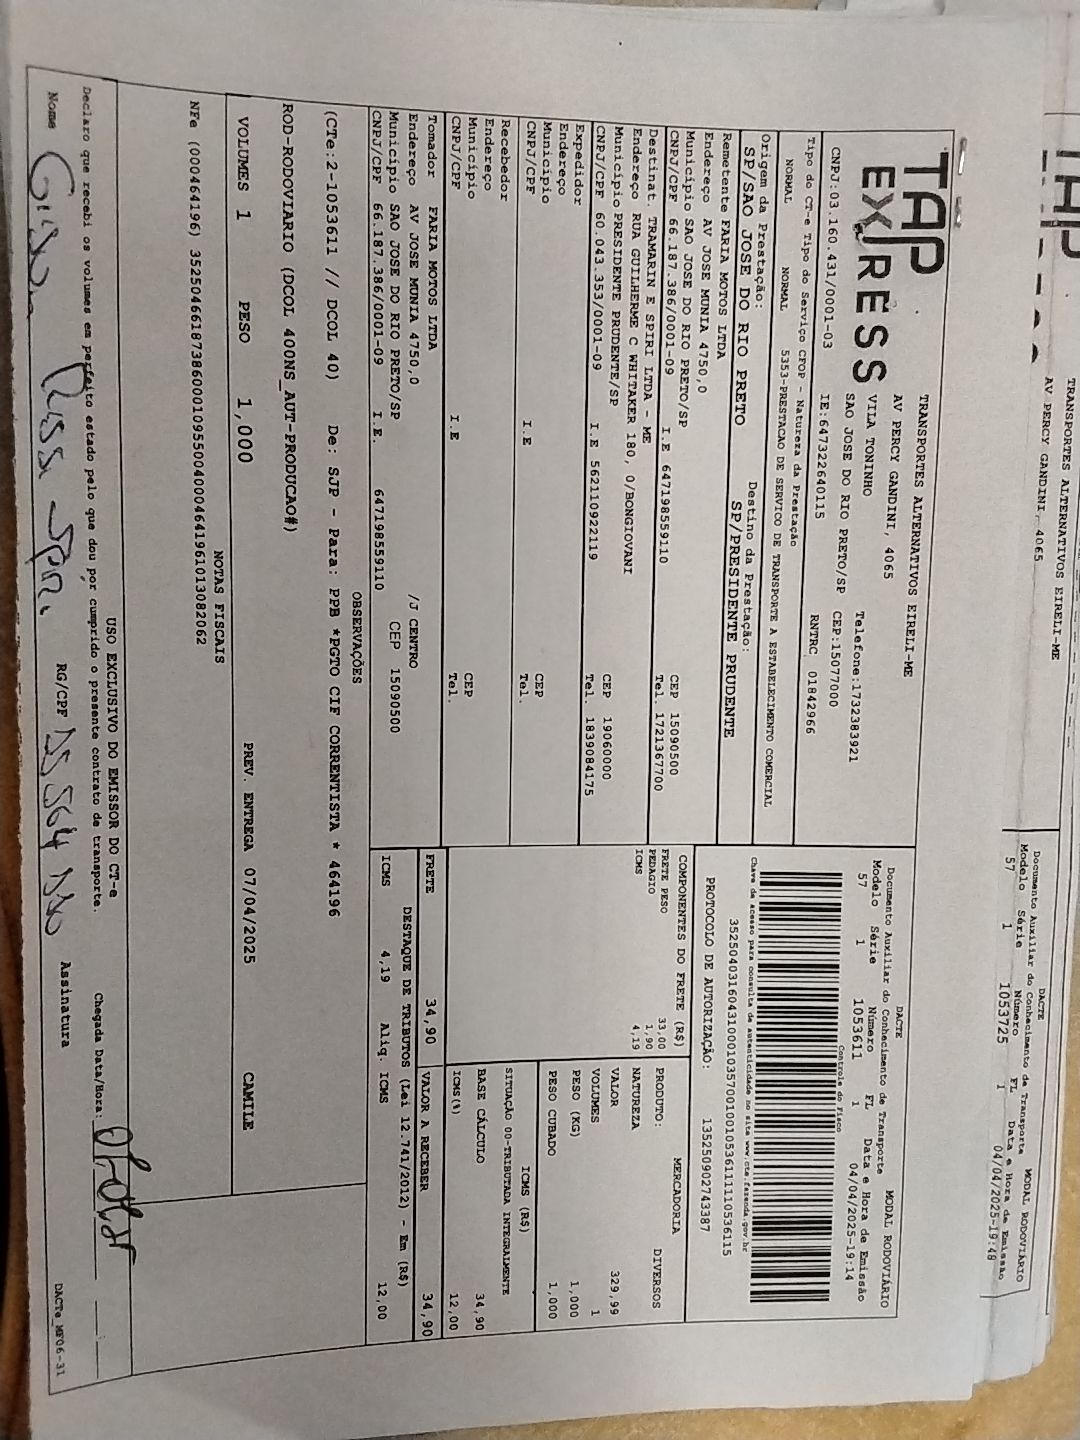 TAP
EXPRESS
TRANSPORTES ALTERNATIVOS EIRELI-ME
AV PERCY GANDINI, 4065
VILA TONINHO Telefone:1732383921
SAO JOSE DO RIO PRETO/SP CEP:15077000
CNPJ:03.160.431/0001-03 IE:647322640115 RNTRC 01842966
DACTE MODAL RODOVIÁRIO
Documento Auxiliar do Conhecimento de Transporte
Modelo Série Número FL Data e Hora de Emissão
57 1 1053611 1 04/04/2025-19:14
Controle do Fisco
Tipo do CT-e Tipo do Serviço CFOP - Natureza da Prestação
NORMAL NORMAL 5353-PRESTACAO DE SERVICO DE TRANSPORTE A ESTABELECIMENTO COMERCIAL
Chave de acesso para consulta de autenticidade no site www.cte.fazenda.gov.br
Origem da Prestação: Destino da Prestação:
SP/SAO JOSE DO RIO PRETO SP/PRESIDENTE PRUDENTE
PROTOCOLO DE AUTORIZAÇÃO: 135250902743387
Remetente FARIA MOTOS LTDA
Endereço AV JOSE MUNIA 4750,0
Município SAO JOSE DO RIO PRETO/SP CEP 15090500
CNPJ/CPF 66.187.386/0001-09 I.E 647198559110 Tel. 1721367700
Destinat. TRAMARIN E SPIRI LTDA - ME
Endereço RUA GUILHERME C WHITAKER 180, 0/BONGIOVANI
Município PRESIDENTE PRUDENTE/SP CEP 19060000
CNPJ/CPF 60.043.353/0001-09 I.E 562110922119 Tel. 1839084175
Expedidor
Endereço
Município CEP
CNPJ/CPF I.E Tel.
Recebedor
Endereço
Município CEP
CNPJ/CPF I.E Tel.
COMPONENTES DO FRETE (R$)
FRETE PESO 33,00
PEDAGIO 1,90
ICMS 4,19
MERCADORIA
PRODUTO: DIVERSOS
NATUREZA
VALOR 329,99
VOLUMES 1
PESO (KG) 1,000
PESO CUBADO 1,000
ICMS (R$)
SITUAÇÃO 00-TRIBUTADA INTEGRALMENTE
BASE CÁLCULO 34,90
ICMS(%) 12,00
Tomador FARIA MOTOS LTDA
Endereço AV JOSE MUNIA 4750,0 /J CENTRO
Município SAO JOSE DO RIO PRETO/SP CEP 15090500
CNPJ/CPF 66.187.386/0001-09 I.E. 647198559110
FRETE 34,90 VALOR A RECEBER 34,90
DESTAQUE DE TRIBUTOS (Lei 12.741/2012) - Em (R$)
ICMS 4,19 Aliq. ICMS 12,00
OBSERVAÇÕES
(CTe:2-1053611 // DCOL 40) De: SJP - Para: PPB *PGTO CIF CORRENTISTA * 464196
ROD-RODOVIARIO (DCOL 400NS_AUT-PRODUCAO#)
VOLUMES 1 PESO 1,000 PREV. ENTREGA 07/04/2025 CAMILE
NOTAS FISCAIS
USO EXCLUSIVO DO EMISSOR DO CT-e
Declaro que recebi os volumes em perfeito estado pelo que dou por cumprido o presente contrato de transporte. Chegada Data/Hora:
Nome RG/CPF Assinatura
DACTe_MF06-31
TAP
TRANSPORTES ALTERNATIVOS EIRELI-ME
AV PERCY GANDINI, 4065
DACTE MODAL RODOVIÁRIO
Documento Auxiliar do Conhecimento de Transporte
Modelo Série Número FL Data e Hora de Emissão
57 1 1053725 1 04/04/2025-19:48